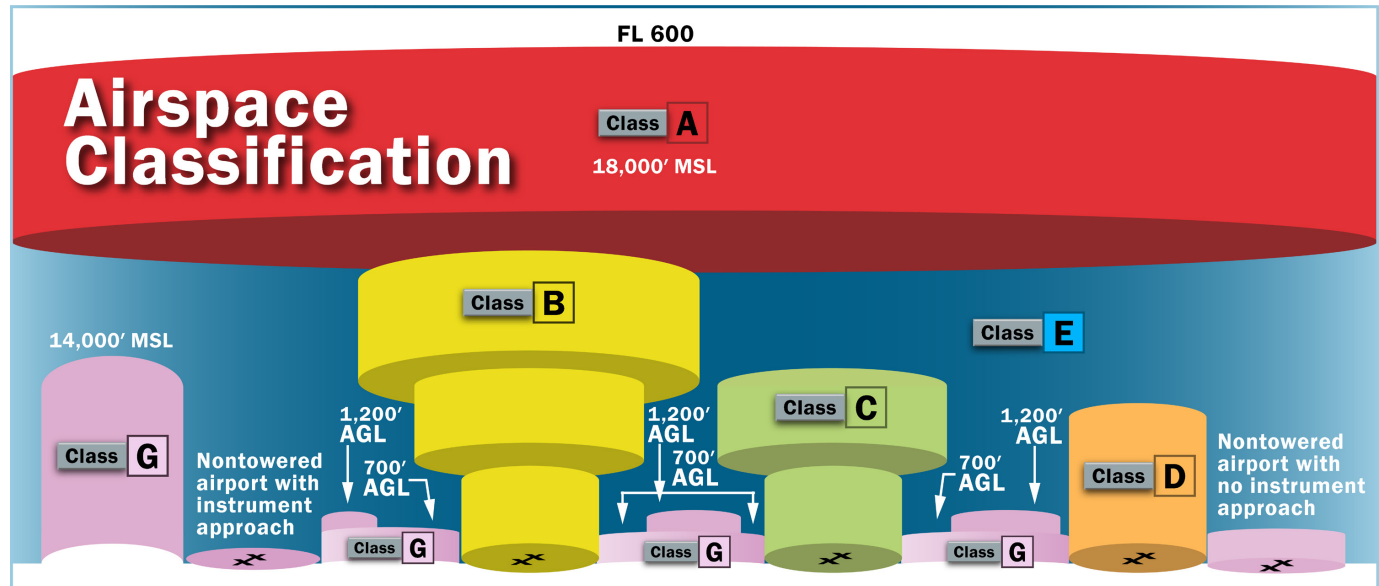 FL 600
Airspace
Classification
Class A
18,000′ MSL
Class B
14,000′ MSL
Class E
Class C
1,200′
AGL
1,200′
AGL
1,200′
AGL
Class G
Nontowered
airport with
instrument
approach
700′
AGL
700′
AGL
700′
AGL
Class D
Nontowered
airport with
no instrument
approach
Class G
Class G
Class G